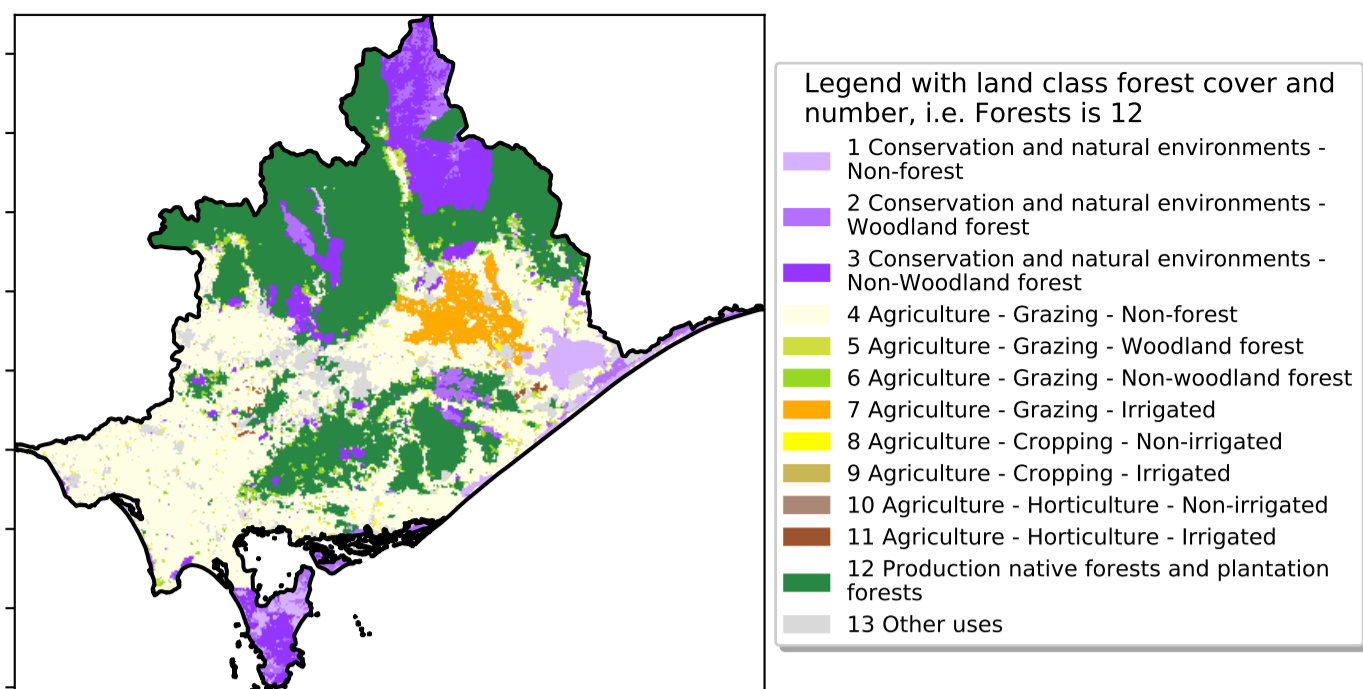 Legend with land class forest cover and
number, i.e. Forests is 12
1 Conservation and natural environments -
Non-forest
2 Conservation and natural environments -
Woodland forest
3 Conservation and natural environments -
Non-Woodland forest
4 Agriculture - Grazing - Non-forest
5 Agriculture - Grazing - Woodland forest
6 Agriculture - Grazing - Non-woodland forest
7 Agriculture - Grazing - Irrigated
8 Agriculture - Cropping - Non-irrigated
9 Agriculture - Cropping - Irrigated
10 Agriculture - Horticulture - Non-irrigated
11 Agriculture - Horticulture - Irrigated
12 Production native forests and plantation
forests
13 Other uses